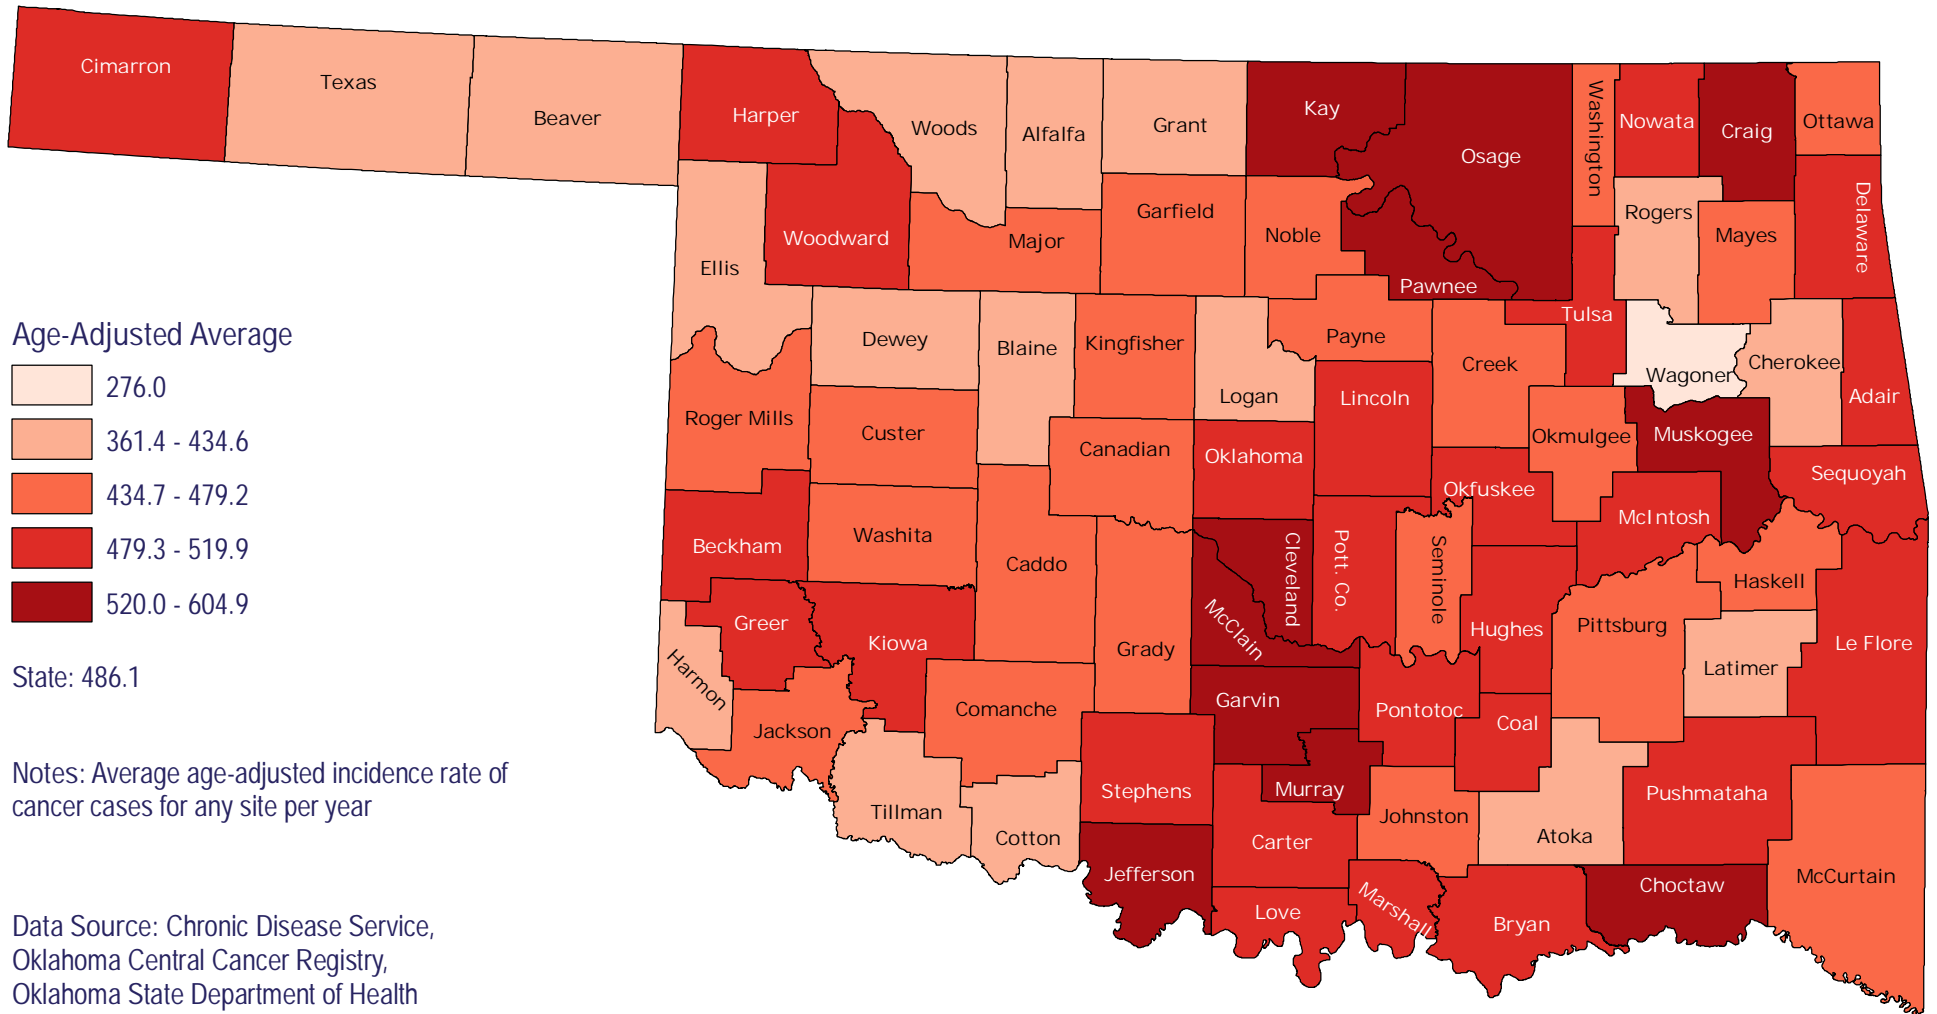 Cimarron
Texas
Beaver
Harper
Woods
Alfalfa
Grant
Kay
Osage
Washington
Nowata
Craig
Ottawa
Woodward
Ellis
Major
Garfield
Noble
Pawnee
Rogers
Mayes
Delaware
Tulsa
Dewey
Blaine
Kingfisher
Logan
Payne
Creek
Wagoner
Cherokee
Adair
Roger Mills
Custer
Canadian
Oklahoma
Lincoln
Okmulgee
Muskogee
Sequoyah
Okfuskee
McIntosh
Beckham
Washita
Caddo
Grady
Cleveland
McClain
Pott. Co.
Seminole
Hughes
Pittsburg
Haskell
Latimer
Le Flore
Greer
Kiowa
Harmon
Jackson
Comanche
Garvin
Pontotoc
Coal
Stephens
Murray
Johnston
Atoka
Pushmataha
Tillman
Cotton
Carter
Jefferson
Love
Marshall
Bryan
Choctaw
McCurtain
Age-Adjusted Average
276.0
361.4 - 434.6
434.7 - 479.2
479.3 - 519.9
520.0 - 604.9
State: 486.1
Notes: Average age-adjusted incidence rate of
cancer cases for any site per year
Data Source: Chronic Disease Service,
Oklahoma Central Cancer Registry,
Oklahoma State Department of Health